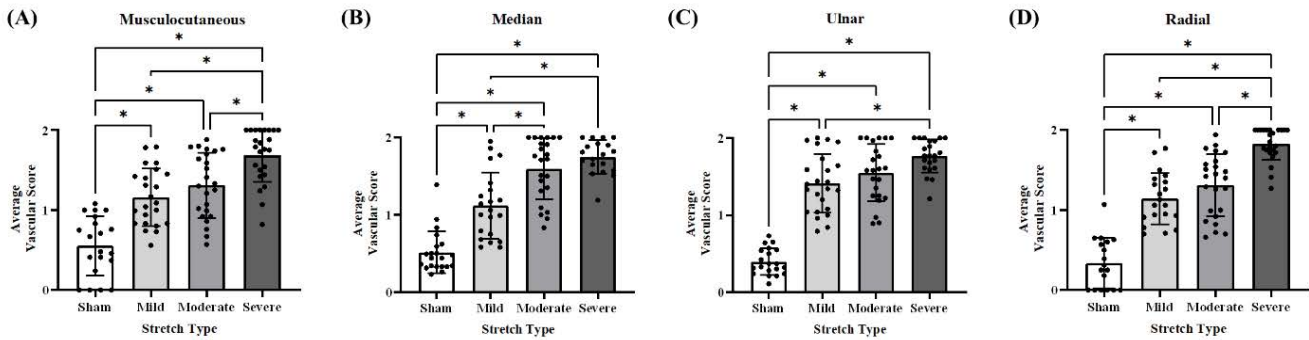 (A)
Musculocutaneous
*
*
*
*
*
2
1
0
Average
Vascular Score
Sham Mild Moderate Severe
Stretch Type
(B)
Median
*
*
*
*
*
2
1
0
Average
Vascular Score
Sham Mild Moderate Severe
Stretch Type
(C)
Ulnar
*
*
*
*
2
1
0
Average
Vascular Score
Sham Mild Moderate Severe
Stretch Type
(D)
Radial
*
*
*
*
*
2
1
0
Average
Vascular Score
Sham Mild Moderate Severe
Stretch Type